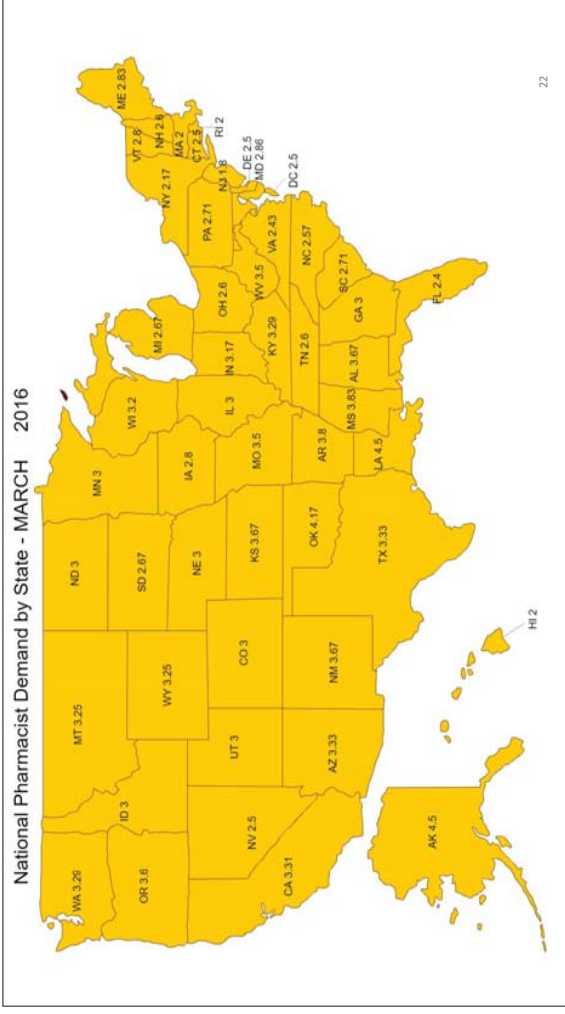 National Pharmacist Demand by State - MARCH 2016
WA 3.29
MT 3.25
ND 3
MN 3
ME 2.83
VT 2.6
NH 2.6
OR 3.6
ID 3
SD 2.67
WI 3.2
MI 2.67
NY 2.17
MA 2
CT 2.5
RI 2
WY 3.25
IA 2.8
NE 3
PA 2.71
NJ 1.8
NV 2.5
UT 3
CO 3
IL 3
IN 3.17
OH 2.6
DE 2.5
MD 2.86
DC 2.5
CA 3.31
KS 3.67
MO 3.5
KY 3.29
WV 3.5
VA 2.43
AZ 3.33
NM 3.67
OK 4.17
AR 3.8
TN 2.6
NC 2.57
SC 2.71
TX 3.33
LA 4.5
MS 3.83
AL 3.67
GA 3
FL 2.4
AK 4.5
HI 2
22